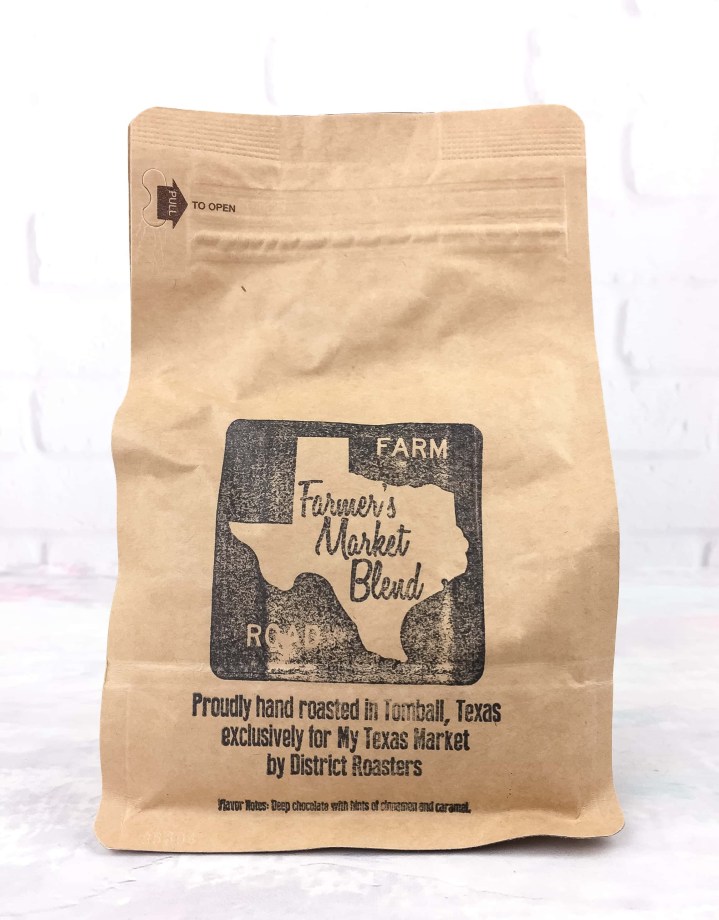 PULL
TO OPEN
FARM
Farmer's
Market
Blend
ROAD
Proudly hand roasted in Tomball, Texas
exclusively for My Texas Market
by District Roasters
Flavor Notes: Deep chocolate with hints of cinnamon and caramel.